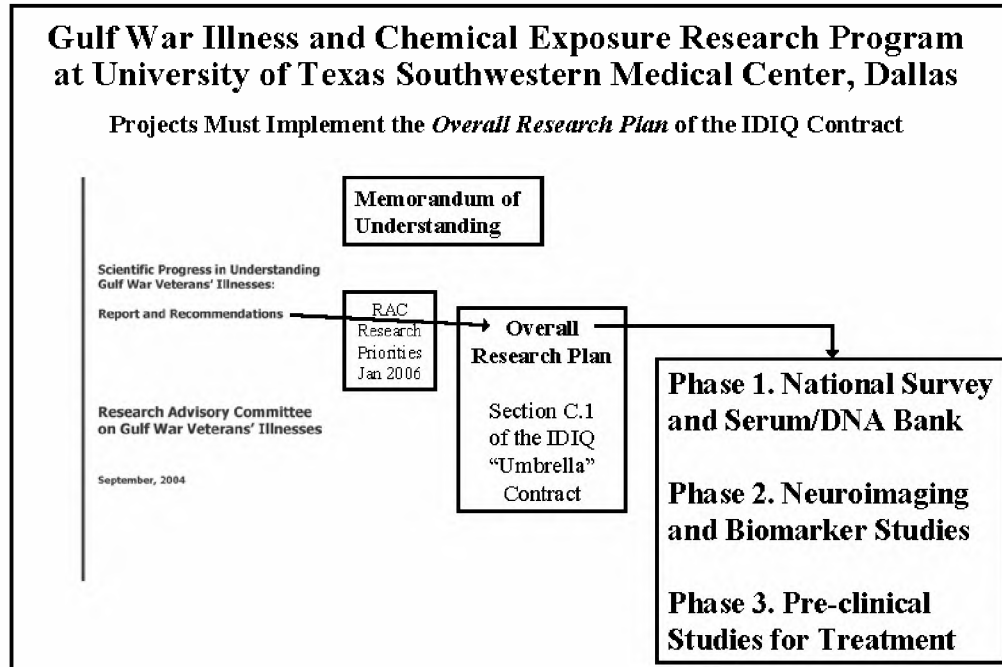 Gulf War Illness and Chemical Exposure Research Program
at University of Texas Southwestern Medical Center, Dallas
Projects Must Implement the Overall Research Plan of the IDIQ Contract
Memorandum of
Understanding
Scientific Progress in Understanding
Gulf War Veterans' Illnesses:
Report and Recommendations
Research Advisory Committee
on Gulf War Veterans' Illnesses
September, 2004
RAC
Research
Priorities
Jan 2006
Overall
Research Plan
Section C.1
of the IDIQ
“Umbrella”
Contract
Phase 1. National Survey
and Serum/DNA Bank
Phase 2. Neuroimaging
and Biomarker Studies
Phase 3. Pre-clinical
Studies for Treatment